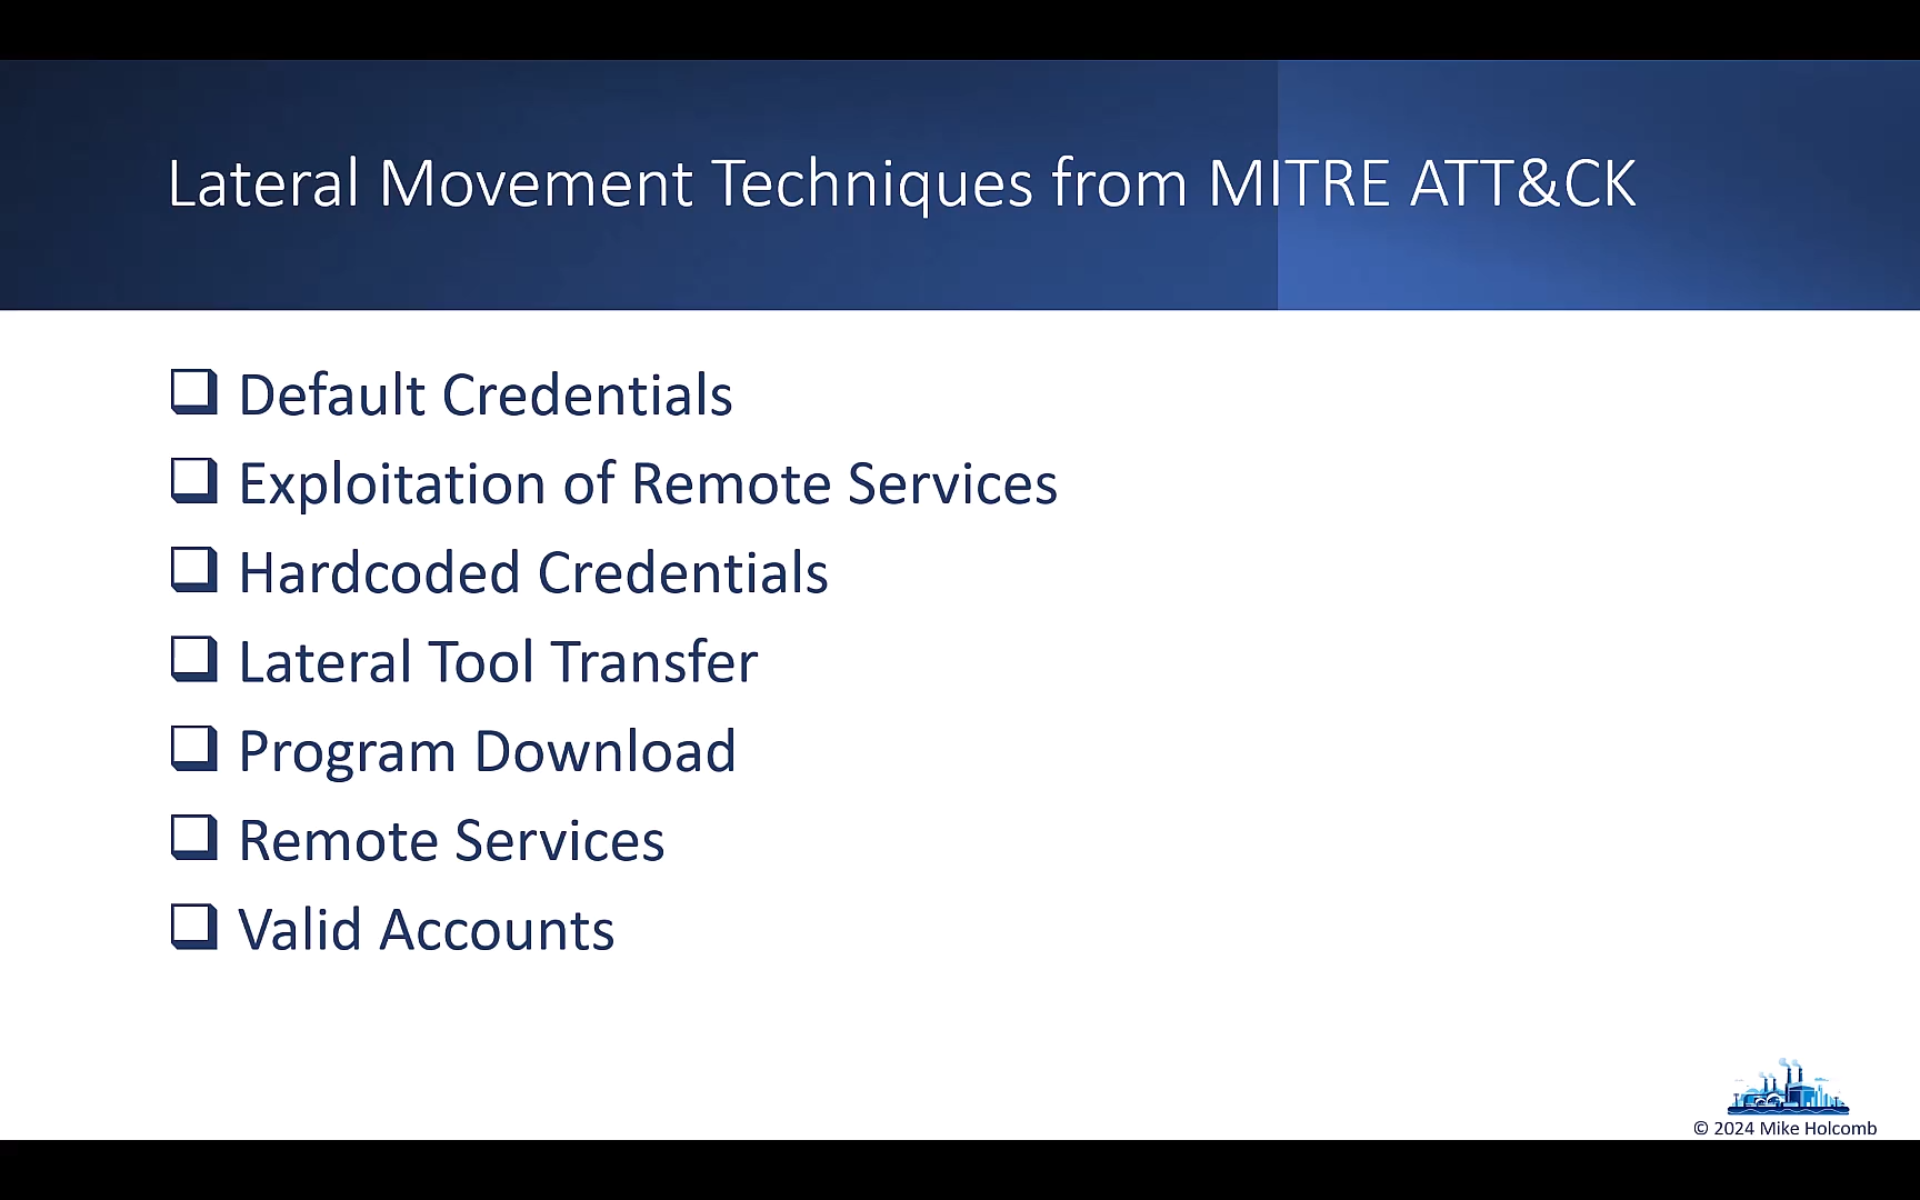 Lateral Movement Techniques from MITRE ATT&CK
Default Credentials
Exploitation of Remote Services
Hardcoded Credentials
Lateral Tool Transfer
Program Download
Remote Services
Valid Accounts
© 2024 Mike Holcomb